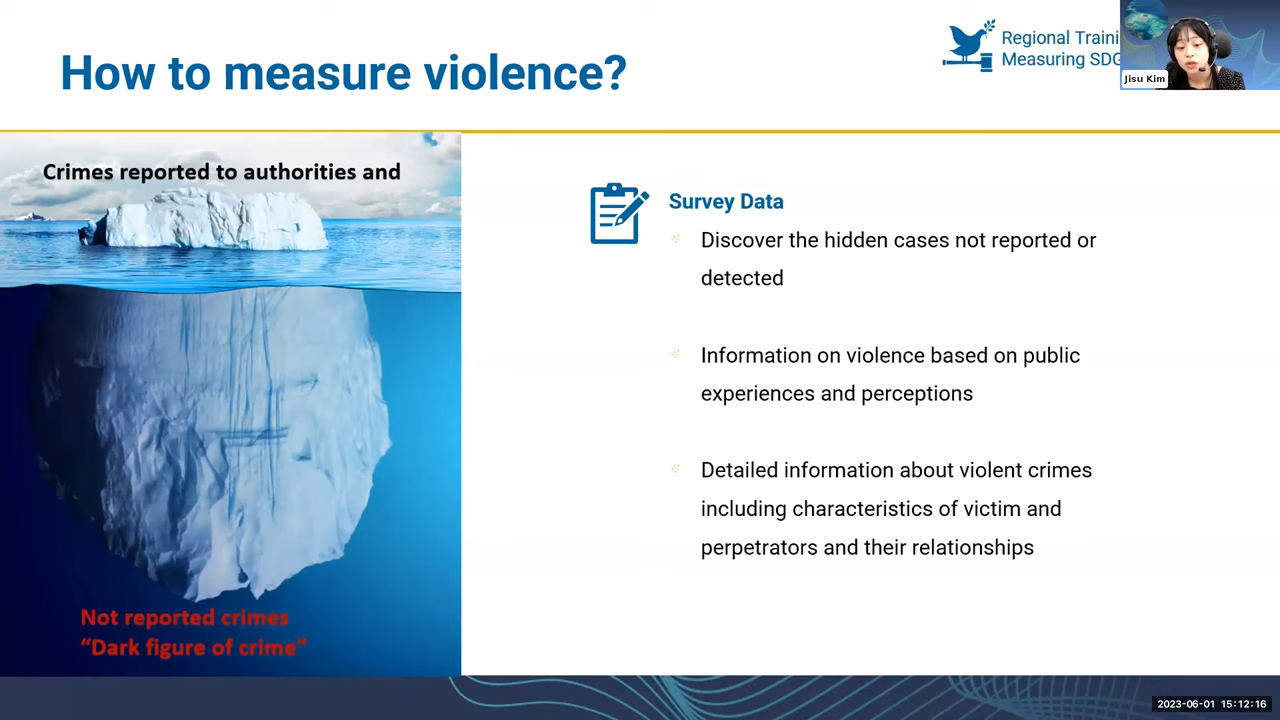 How to measure violence?
Regional Traini
Measuring SDG
Jisu Kim
Crimes reported to authorities and
Not reported crimes
“Dark figure of crime”
Survey Data
Discover the hidden cases not reported or
detected
Information on violence based on public
experiences and perceptions
Detailed information about violent crimes
including characteristics of victim and
perpetrators and their relationships
2023-06-01 15:12:16